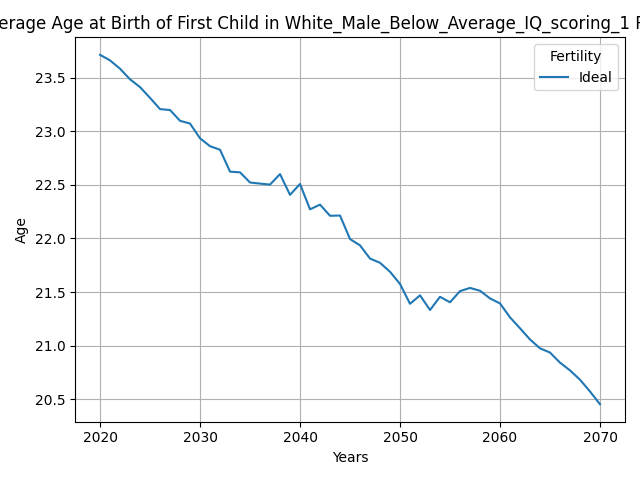 erage Age at Birth of First Child in White_Male_Below_Average_IQ_scoring_1
Fertility
Ideal
23.5
23.0
22.5
22.0
21.5
21.0
20.5
Age
2020 2030 2040 2050 2060 2070
Years